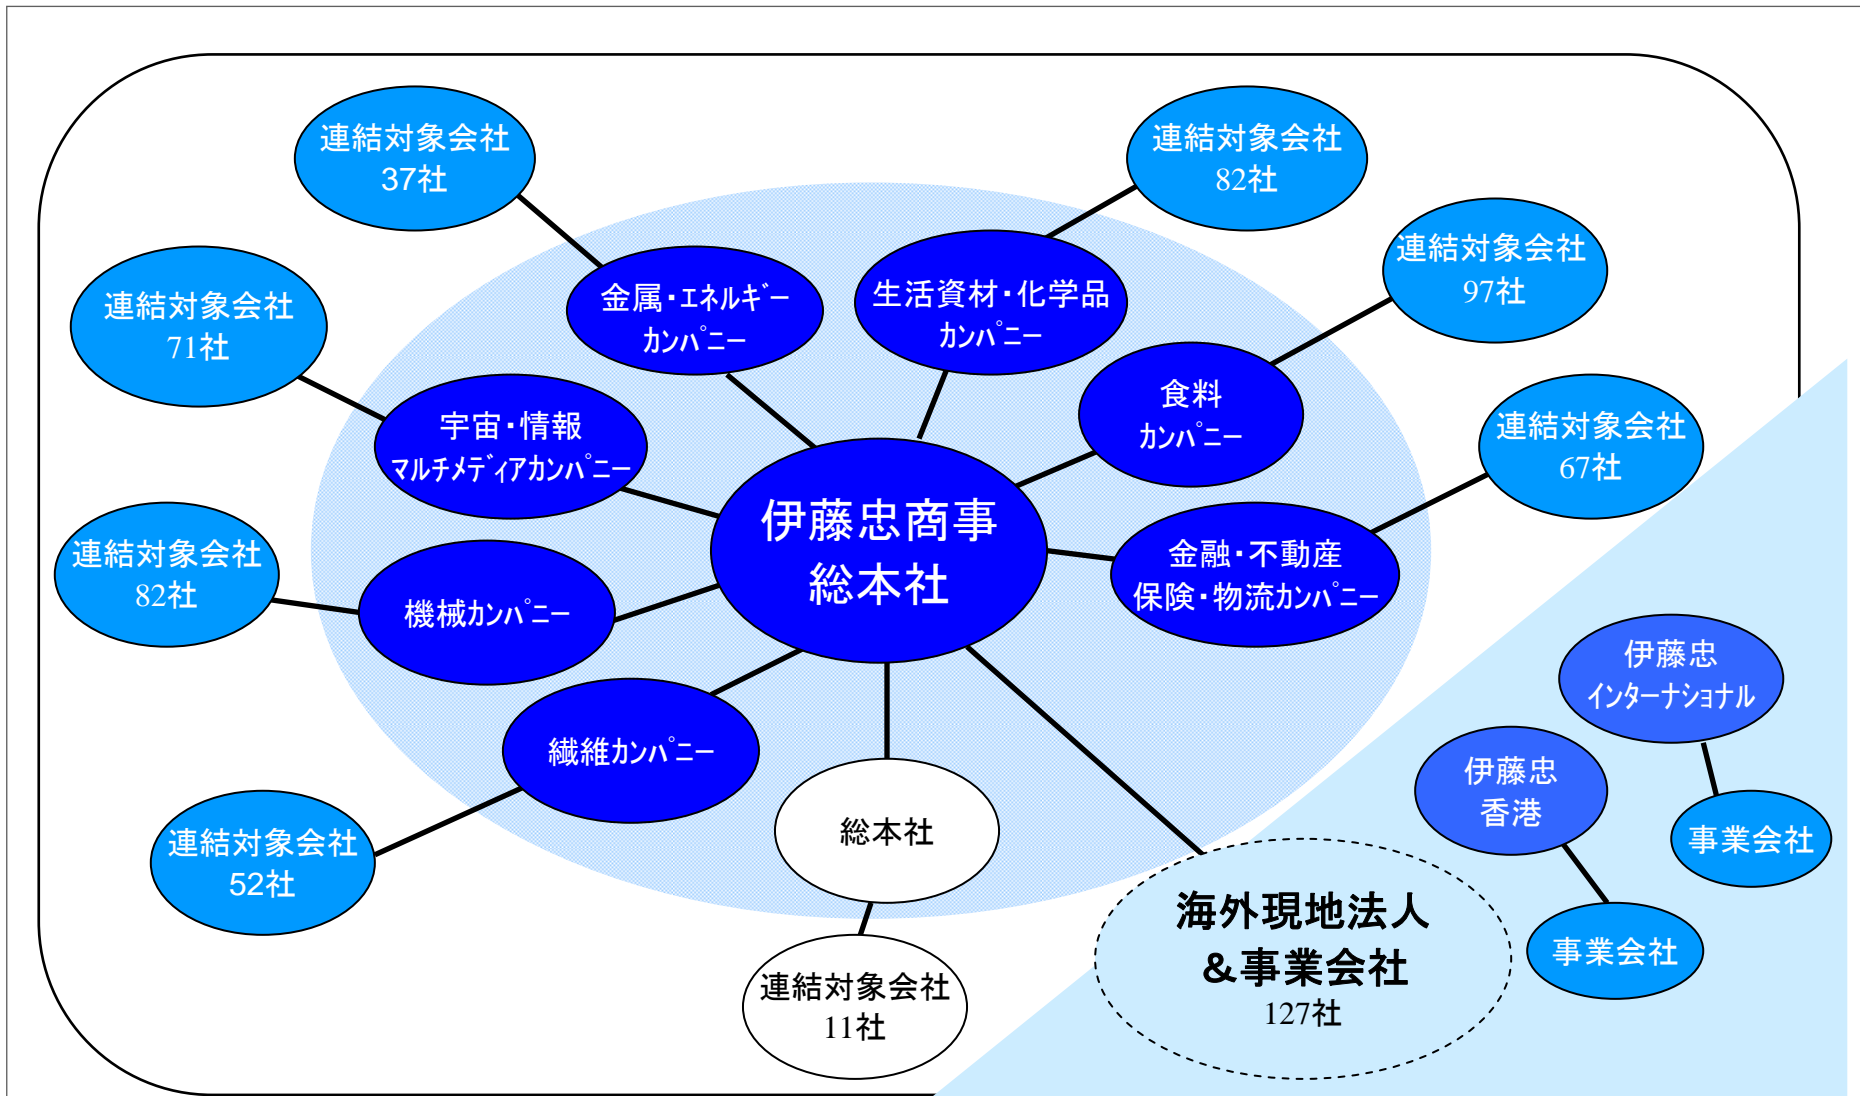 連結対象会社
37社
連結対象会社
82社
連結対象会社
97社
連結対象会社
71社
金属・ｴﾈﾙｷﾞｰ
ｶﾝﾊﾟﾆｰ
生活資材・化学品
ｶﾝﾊﾟﾆｰ
食料
ｶﾝﾊﾟﾆｰ
宇宙・情報
ﾏﾙﾁﾒﾃﾞｨｱｶﾝﾊﾟﾆｰ
連結対象会社
67社
伊藤忠商事
総本社
連結対象会社
82社
機械ｶﾝﾊﾟﾆｰ
金融・不動産
保険・物流ｶﾝﾊﾟﾆｰ
繊維ｶﾝﾊﾟﾆｰ
連結対象会社
52社
総本社
連結対象会社
11社
伊藤忠
ｲﾝﾀｰﾅｼｮﾅﾙ
伊藤忠
香港
事業会社
事業会社
海外現地法人
&事業会社
127社